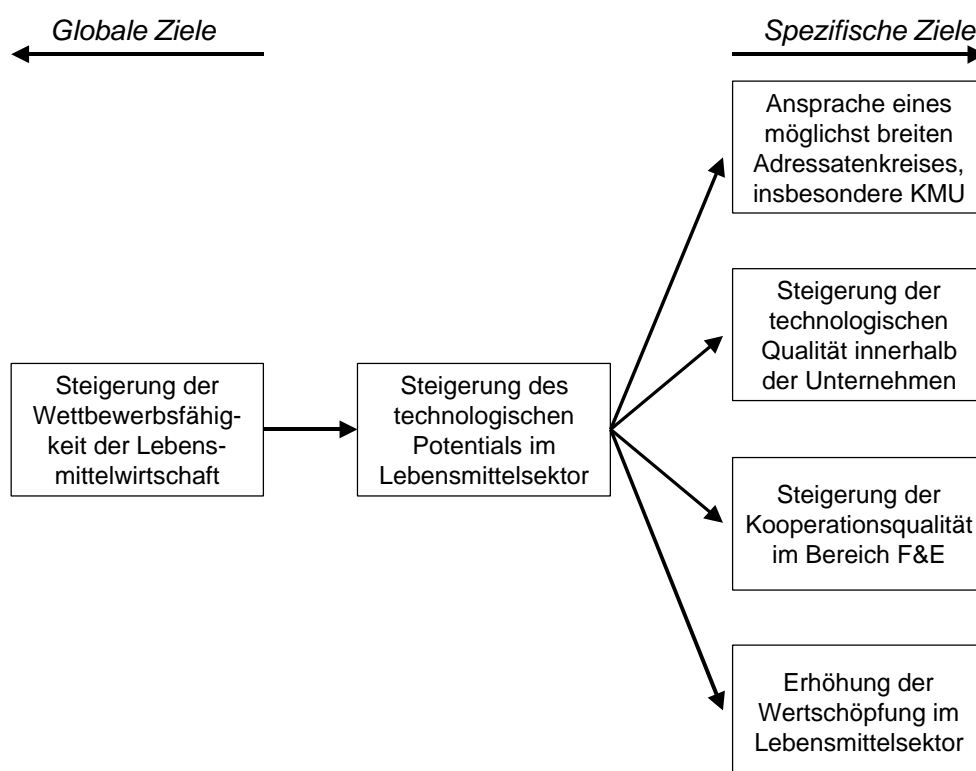 Globale Ziele
Spezifische Ziele
Ansprache eines
möglichst breiten
Adressatenkreises,
insbesondere KMU
Steigerung der
technologischen
Qualität innerhalb
der Unternehmen
Steigerung der
Wettbewerbsfähig-
keit der Lebens-
mittelwirtschaft
Steigerung des
technologischen
Potentials im
Lebensmittelsektor
Steigerung der
Kooperationsqualität
im Bereich F&E
Erhöhung der
Wertschöpfung im
Lebensmittelsektor